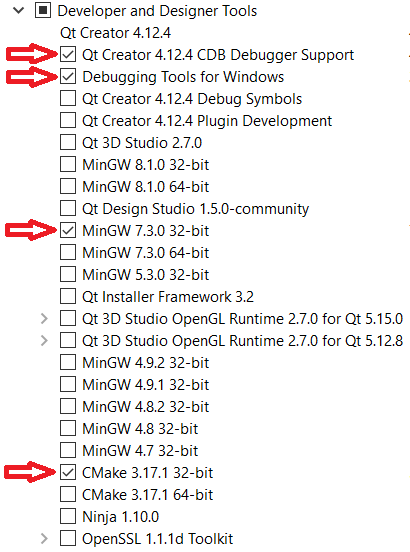 Developer and Designer Tools
Qt Creator 4.12.4
Qt Creator 4.12.4 CDB Debugger Support
Debugging Tools for Windows
Qt Creator 4.12.4 Debug Symbols
Qt Creator 4.12.4 Plugin Development
Qt 3D Studio 2.7.0
MinGW 8.1.0 32-bit
MinGW 8.1.0 64-bit
Qt Design Studio 1.5.0-community
MinGW 7.3.0 32-bit
MinGW 7.3.0 64-bit
MinGW 5.3.0 32-bit
Qt Installer Framework 3.2
Qt 3D Studio OpenGL Runtime 2.7.0 for Qt 5.15.0
Qt 3D Studio OpenGL Runtime 2.7.0 for Qt 5.12.8
MinGW 4.9.2 32-bit
MinGW 4.9.1 32-bit
MinGW 4.8.2 32-bit
MinGW 4.8 32-bit
MinGW 4.7 32-bit
CMake 3.17.1 32-bit
CMake 3.17.1 64-bit
Ninja 1.10.0
OpenSSL 1.1.1d Toolkit